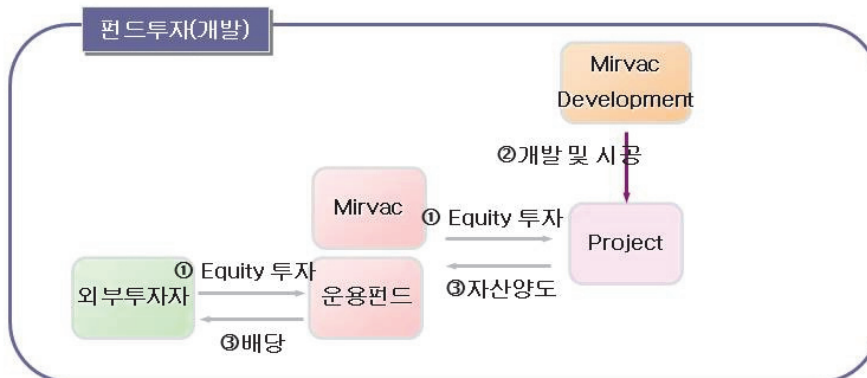 펀드투자(개발)
Mirvac
Development
②개발 및 시공
Mirvac
① Equity 투자
Project
① Equity 투자
외부투자자
운용펀드
③자산양도
③배당